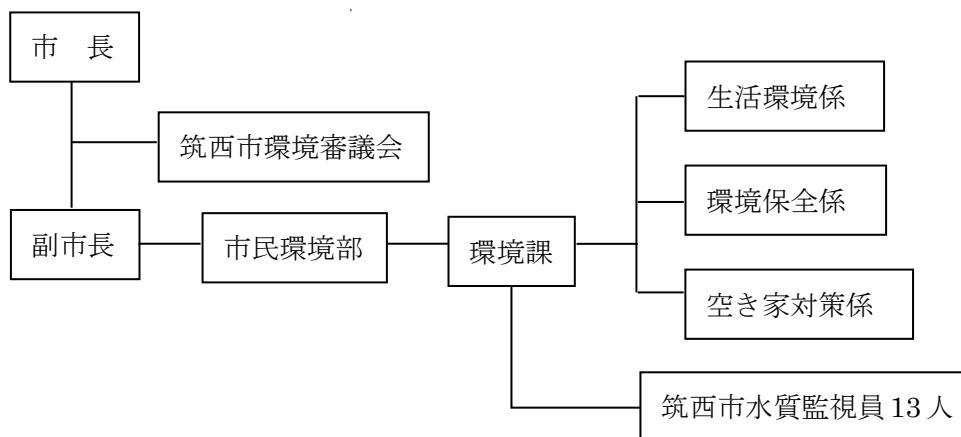 市　長
筑西市環境審議会
副市長
市民環境部
環境課
生活環境係
環境保全係
空き家対策係
筑西市水質監視員13人